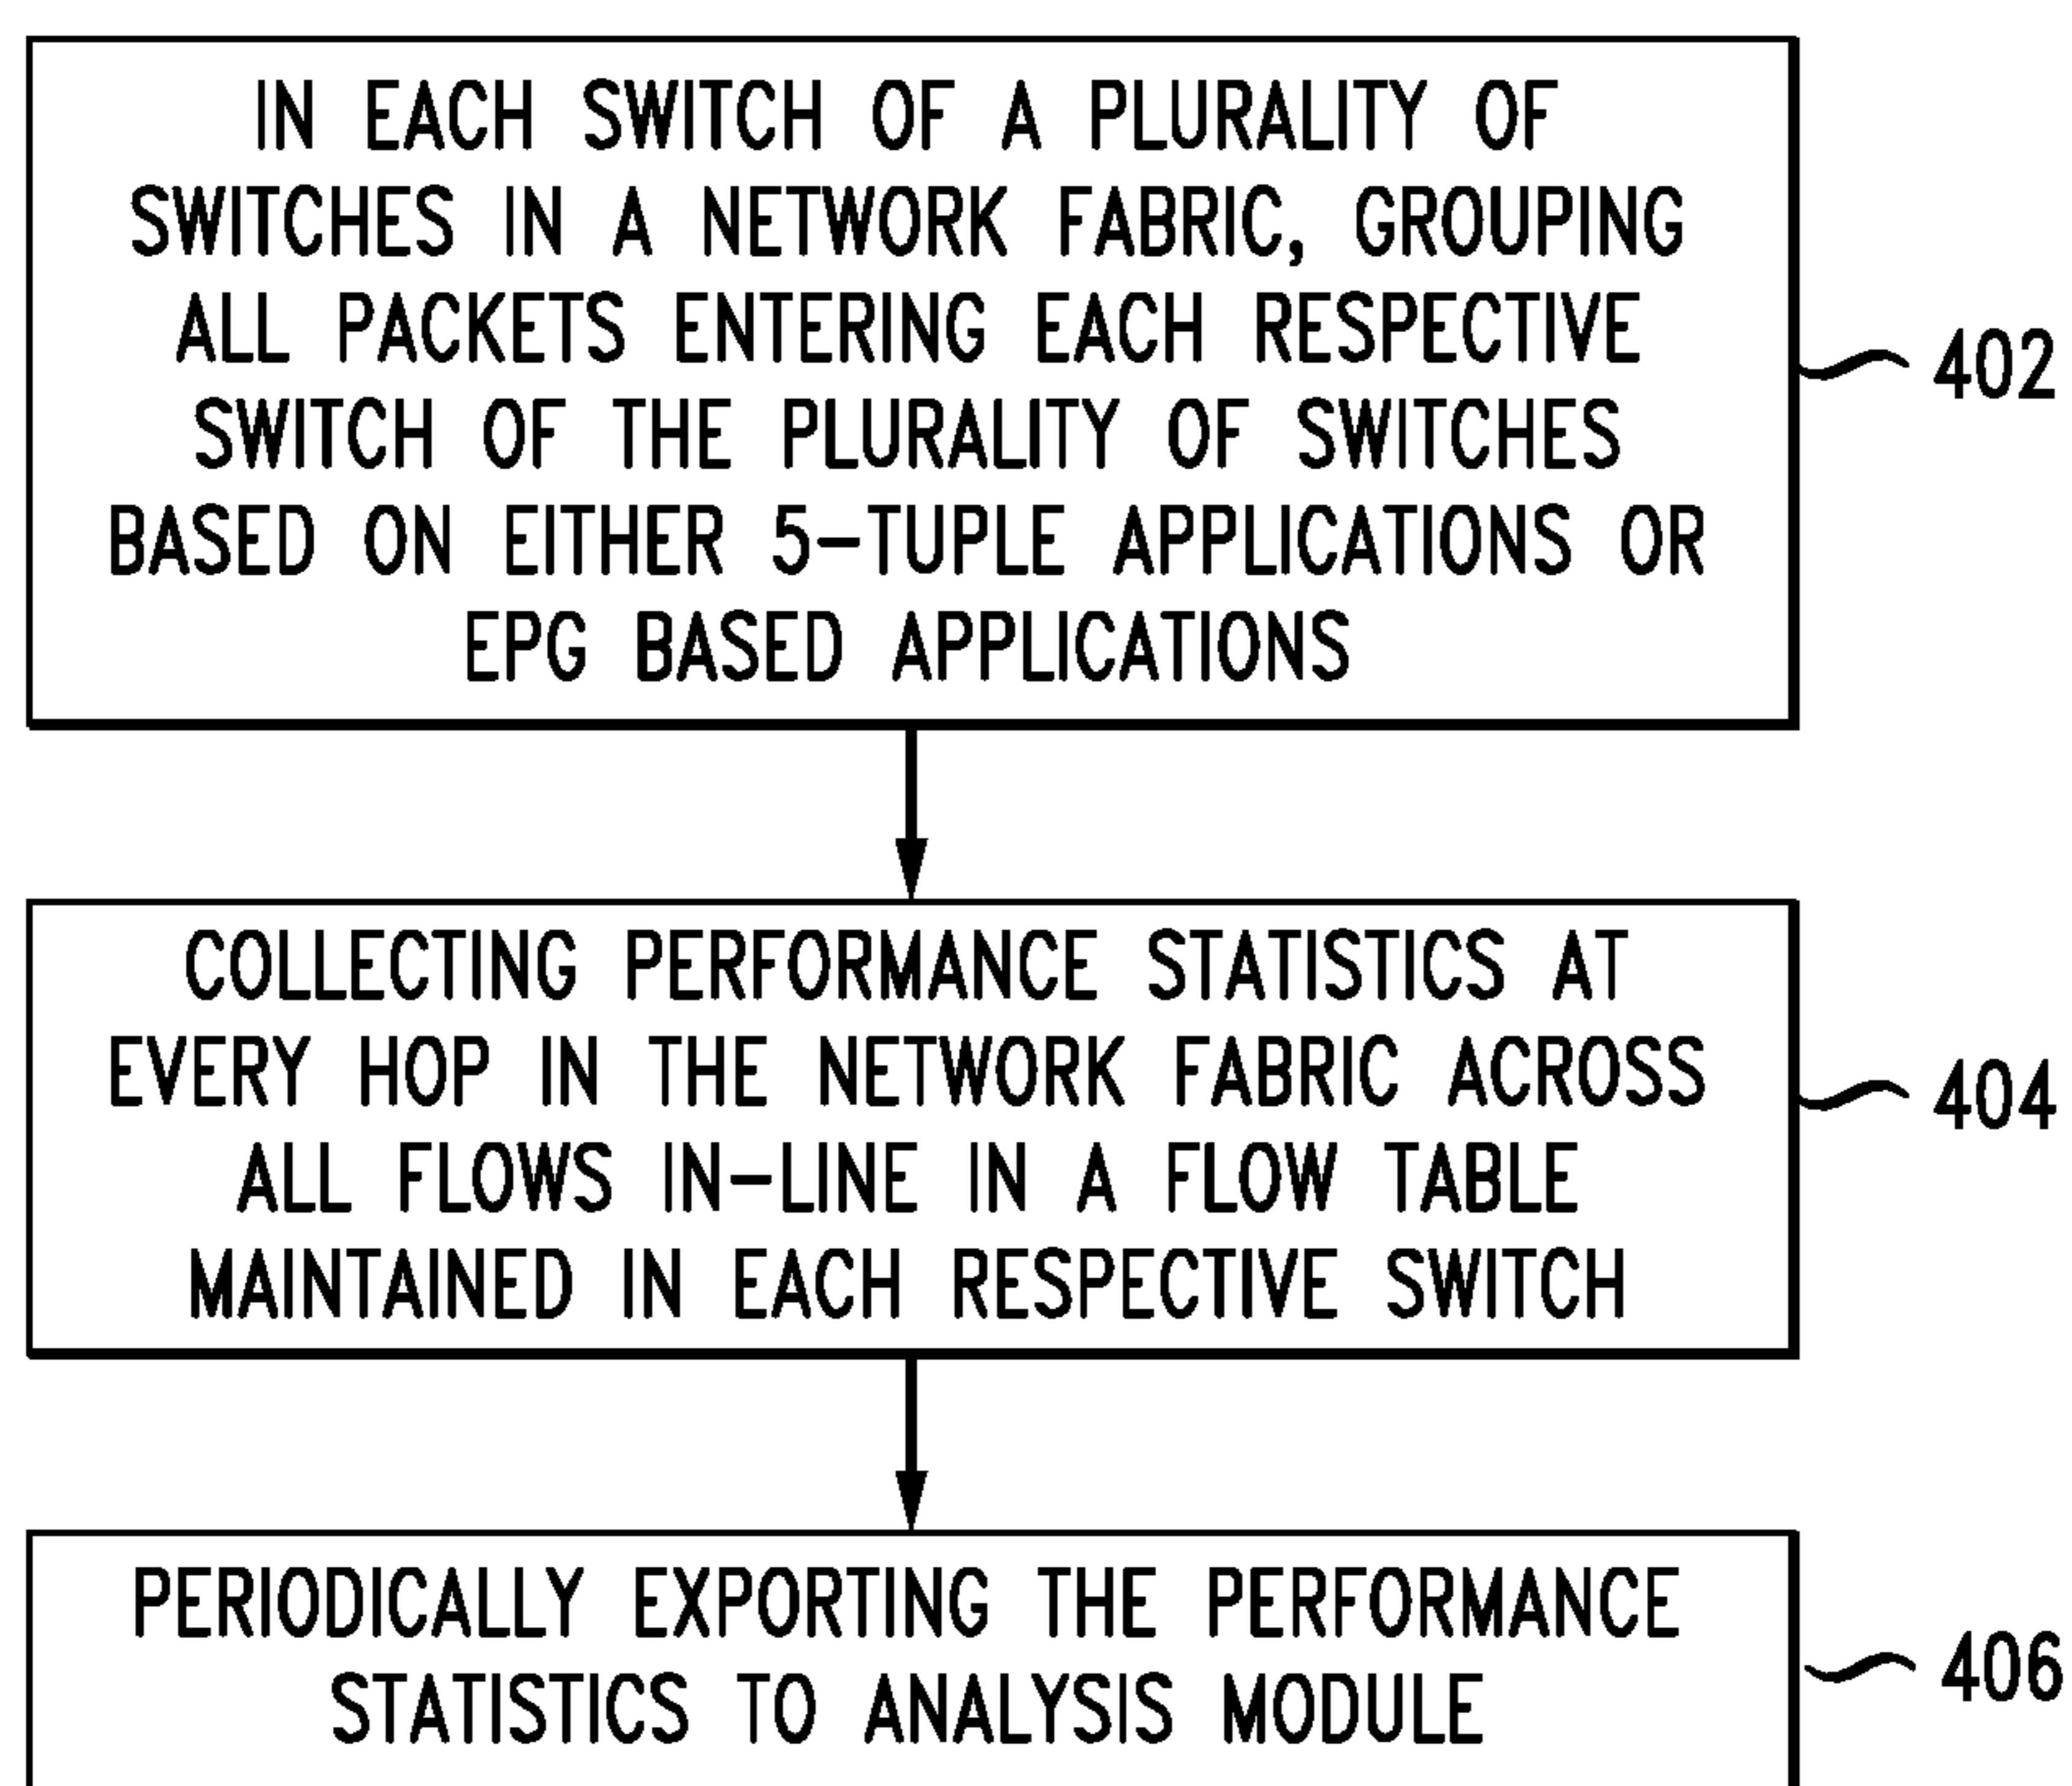 IN EACH SWITCH OF A PLURALITY OF
SWITCHES IN A NETWORK FABRIC, GROUPING
ALL PACKETS ENTERING EACH RESPECTIVE
SWITCH OF THE PLURALITY OF SWITCHES
BASED ON EITHER 5-TUPLE APPLICATIONS OR
EPG BASED APPLICATIONS
402
COLLECTING PERFORMANCE STATISTICS AT
EVERY HOP IN THE NETWORK FABRIC ACROSS
ALL FLOWS IN-LINE IN A FLOW TABLE
MAINTAINED IN EACH RESPECTIVE SWITCH
404
PERIODICALLY EXPORTING THE PERFORMANCE
STATISTICS TO ANALYSIS MODULE
406